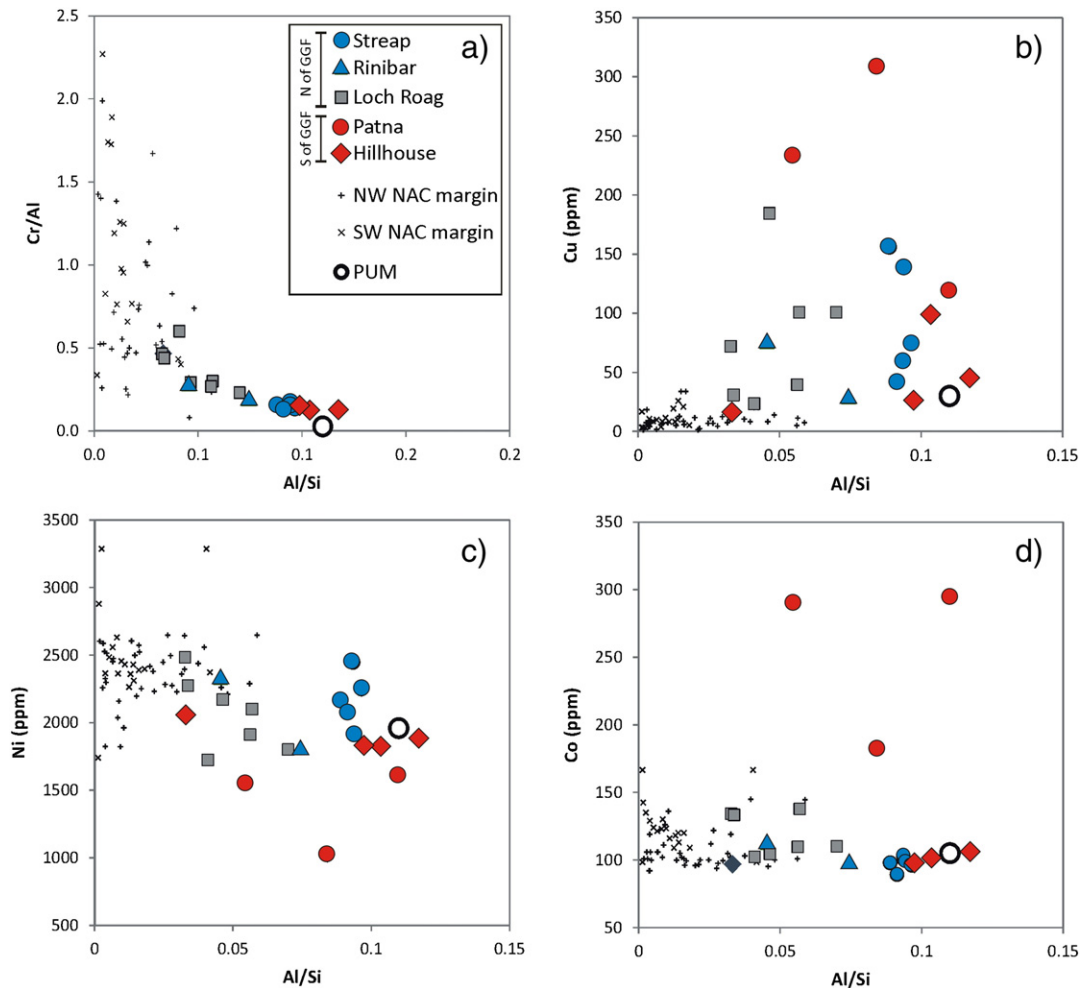 a)
2.5
2.0
1.5
1.0
0.5
0.0
Cr/Al
0.0
0.1
0.1
0.2
0.2
Al/Si
N of GGF
Streap
Rinibar
Loch Roag
S of GGF
Patna
Hillhouse
NW NAC margin
SW NAC margin
PUM
b)
350
300
250
200
150
100
50
0
Cu (ppm)
0
0.05
0.1
0.15
Al/Si
c)
3500
3000
2500
2000
1500
1000
500
Ni (ppm)
0
0.05
0.1
0.15
Al/Si
d)
350
300
250
200
150
100
50
Co (ppm)
0
0.05
0.1
0.15
Al/Si